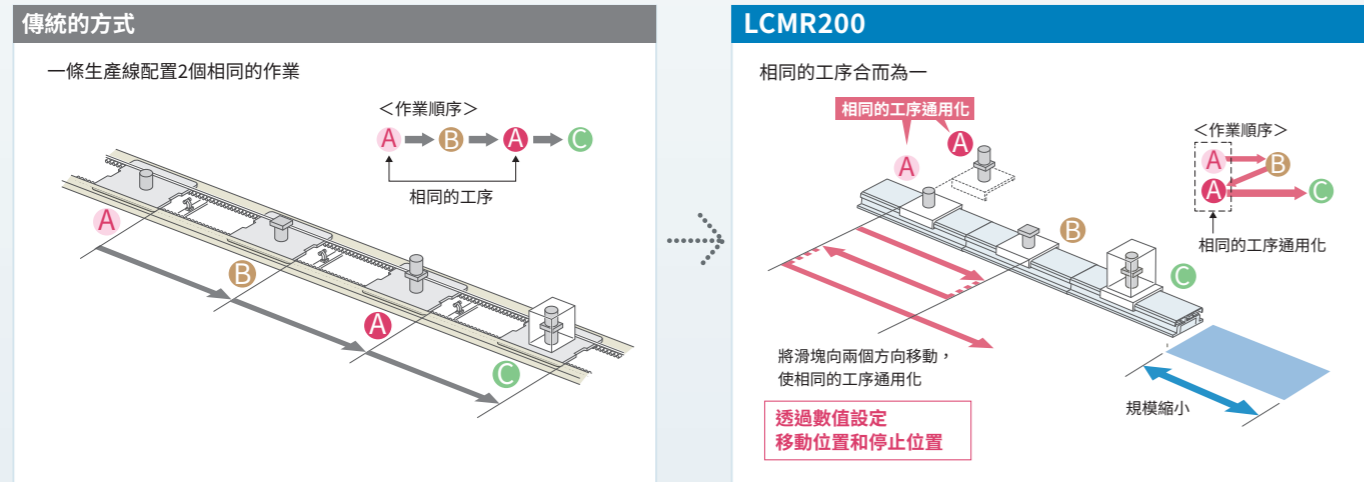 傳統的方式
一條生產線配置2個相同的作業
＜作業順序＞
A B A C
相同的工序
A
B
A
C
LCMR200
相同的工序合而為一
相同的工序通用化
A
A
B
C
＜作業順序＞
A
B
A
C
相同的工序通用化
將滑塊向兩個方向移動，
使相同的工序通用化
透過數值設定
移動位置和停止位置
規模縮小